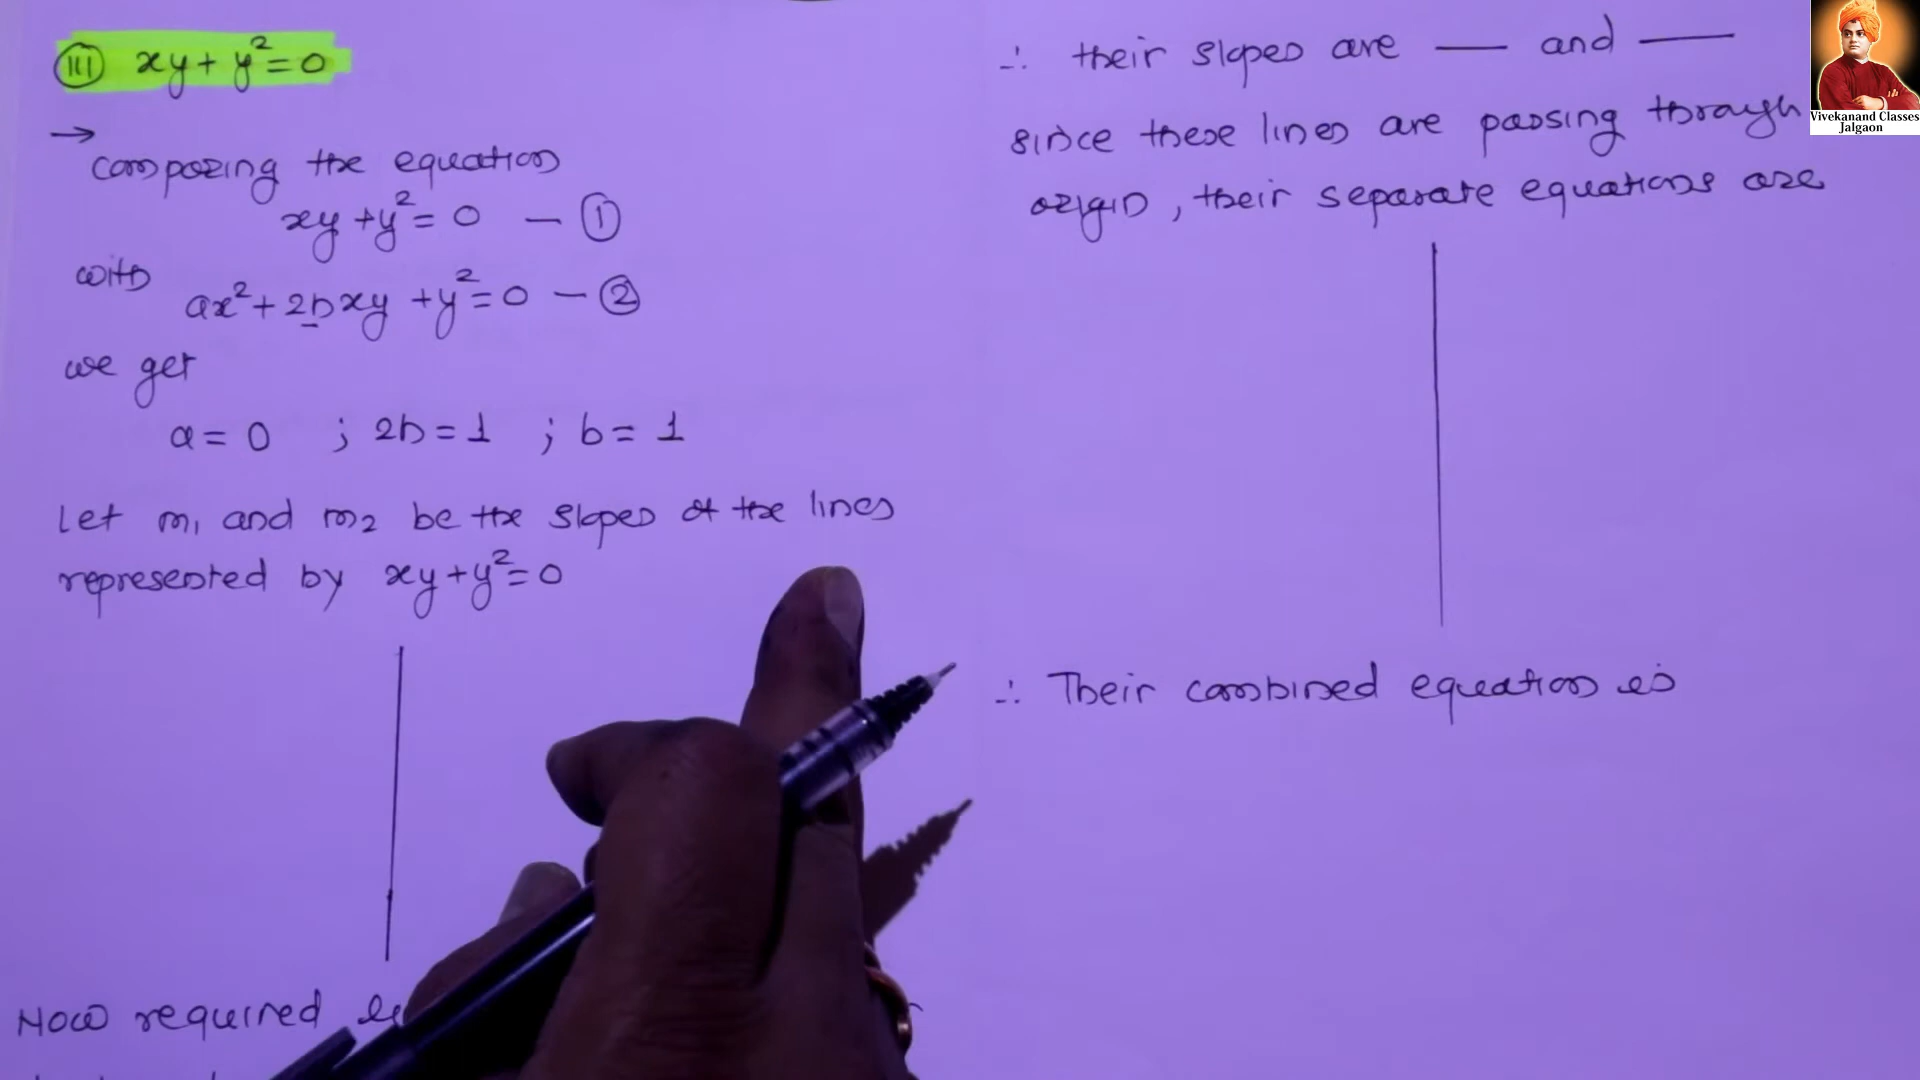 (III) xy + y² = 0
→
Comparing the equation
xy + y² = 0 — ①
with
ax² + 2hxy + y² = 0 — ②
we get
a = 0 ; 2h = 1 ; b = 1
Let m₁ and m₂ be the slopes of the lines
represented by xy + y² = 0
Now required
∴ their slopes are — and —
since these lines are passing through
origin, their separate equations are
∴ Their combined equation is
Vivekanand Classes
Jalgaon